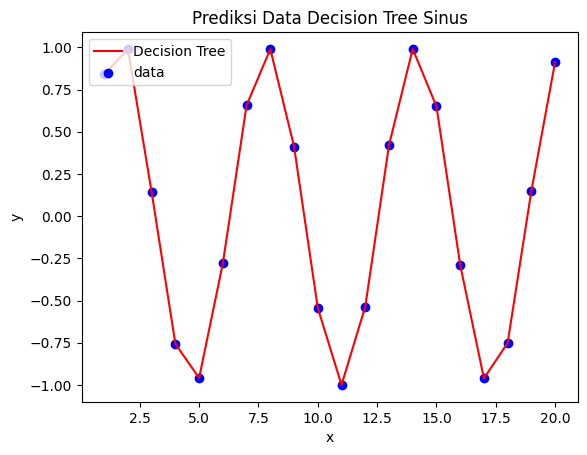 Prediksi Data Decision Tree Sinus
Decision Tree
data
y
1.00
0.75
0.50
0.25
0.00
−0.25
−0.50
−0.75
−1.00
2.5 5.0 7.5 10.0 12.5 15.0 17.5 20.0
x